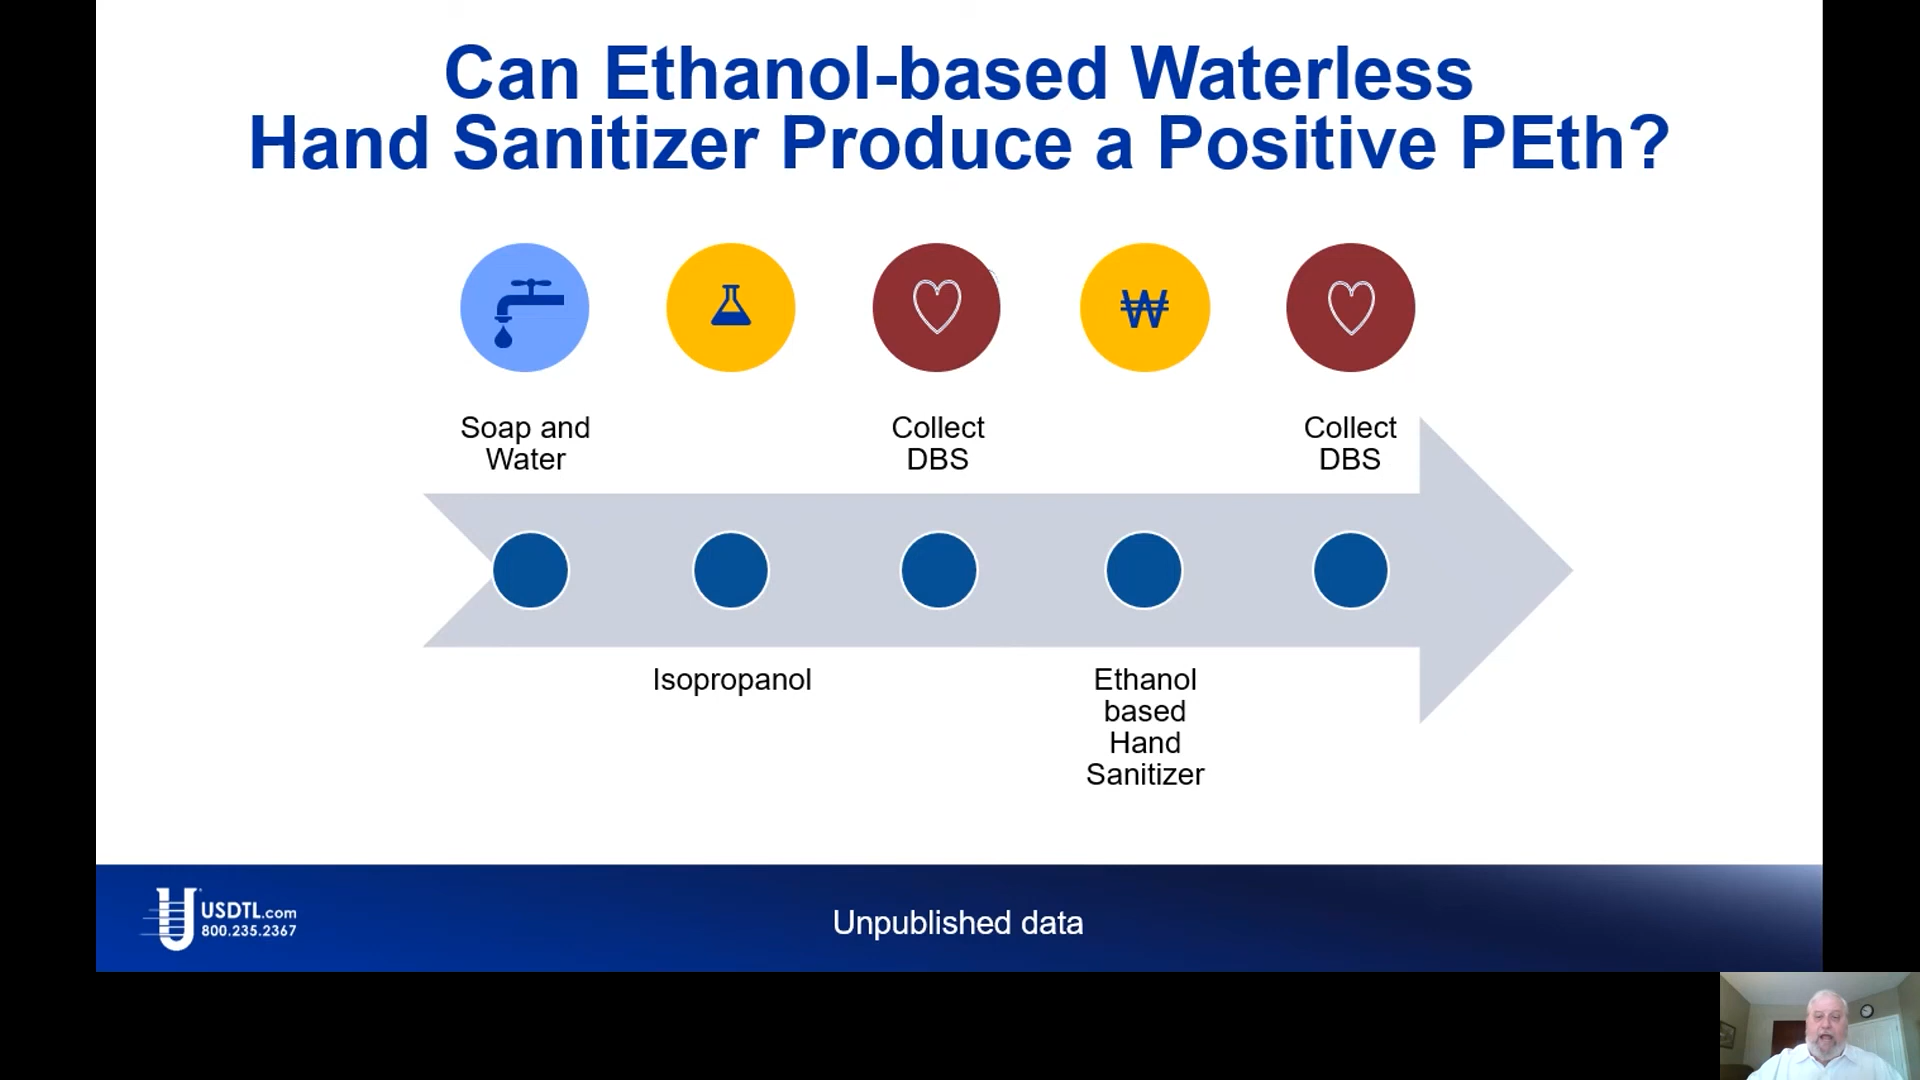 Can Ethanol-based Waterless
Hand Sanitizer Produce a Positive PEth?
₩
Soap and
Water
Collect
DBS
Collect
DBS
Isopropanol
Ethanol
based
Hand
Sanitizer
USDTL.com
800.235.2367
Unpublished data